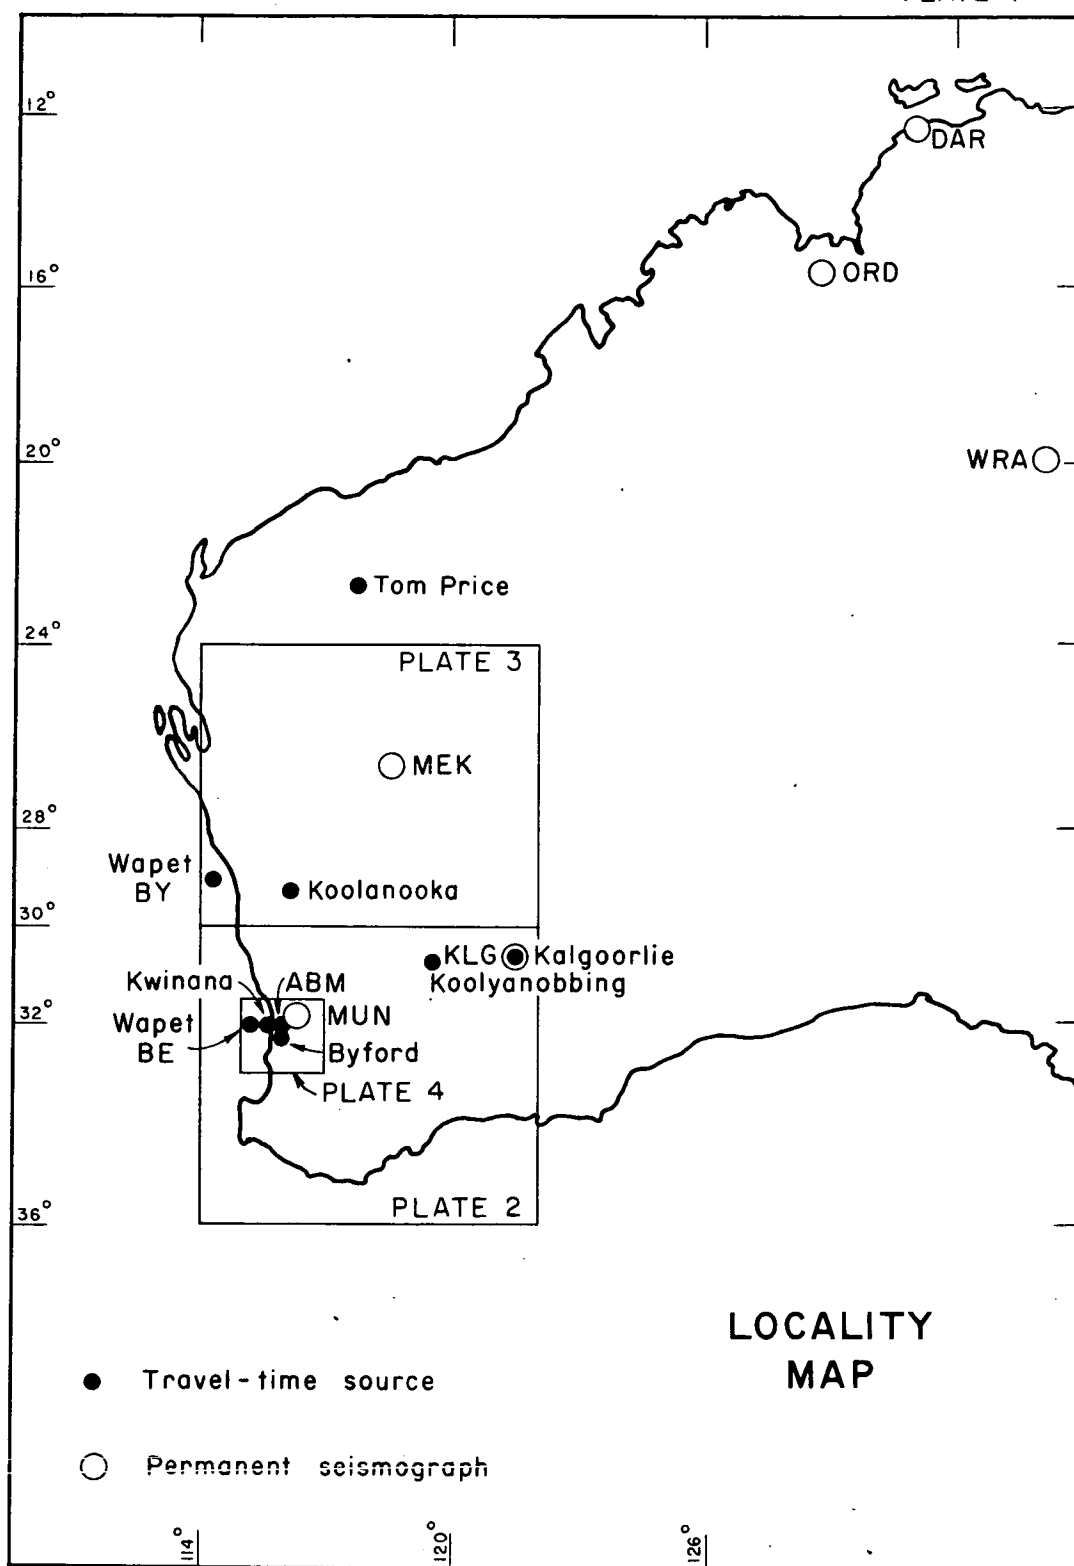 12°
DAR
ORD
16°
20°
WRA
Tom Price
24°
PLATE 3
MEK
28°
Wapet
BY
Koolanooka
30°
KLG Kalgoorlie
Koolyanobbing
Kwinana ABM
32°
Wapet
BE
MUN
Byford
PLATE 4
PLATE 2
36°
LOCALITY
MAP
Travel-time source
Permanent seismograph
114°
120°
126°